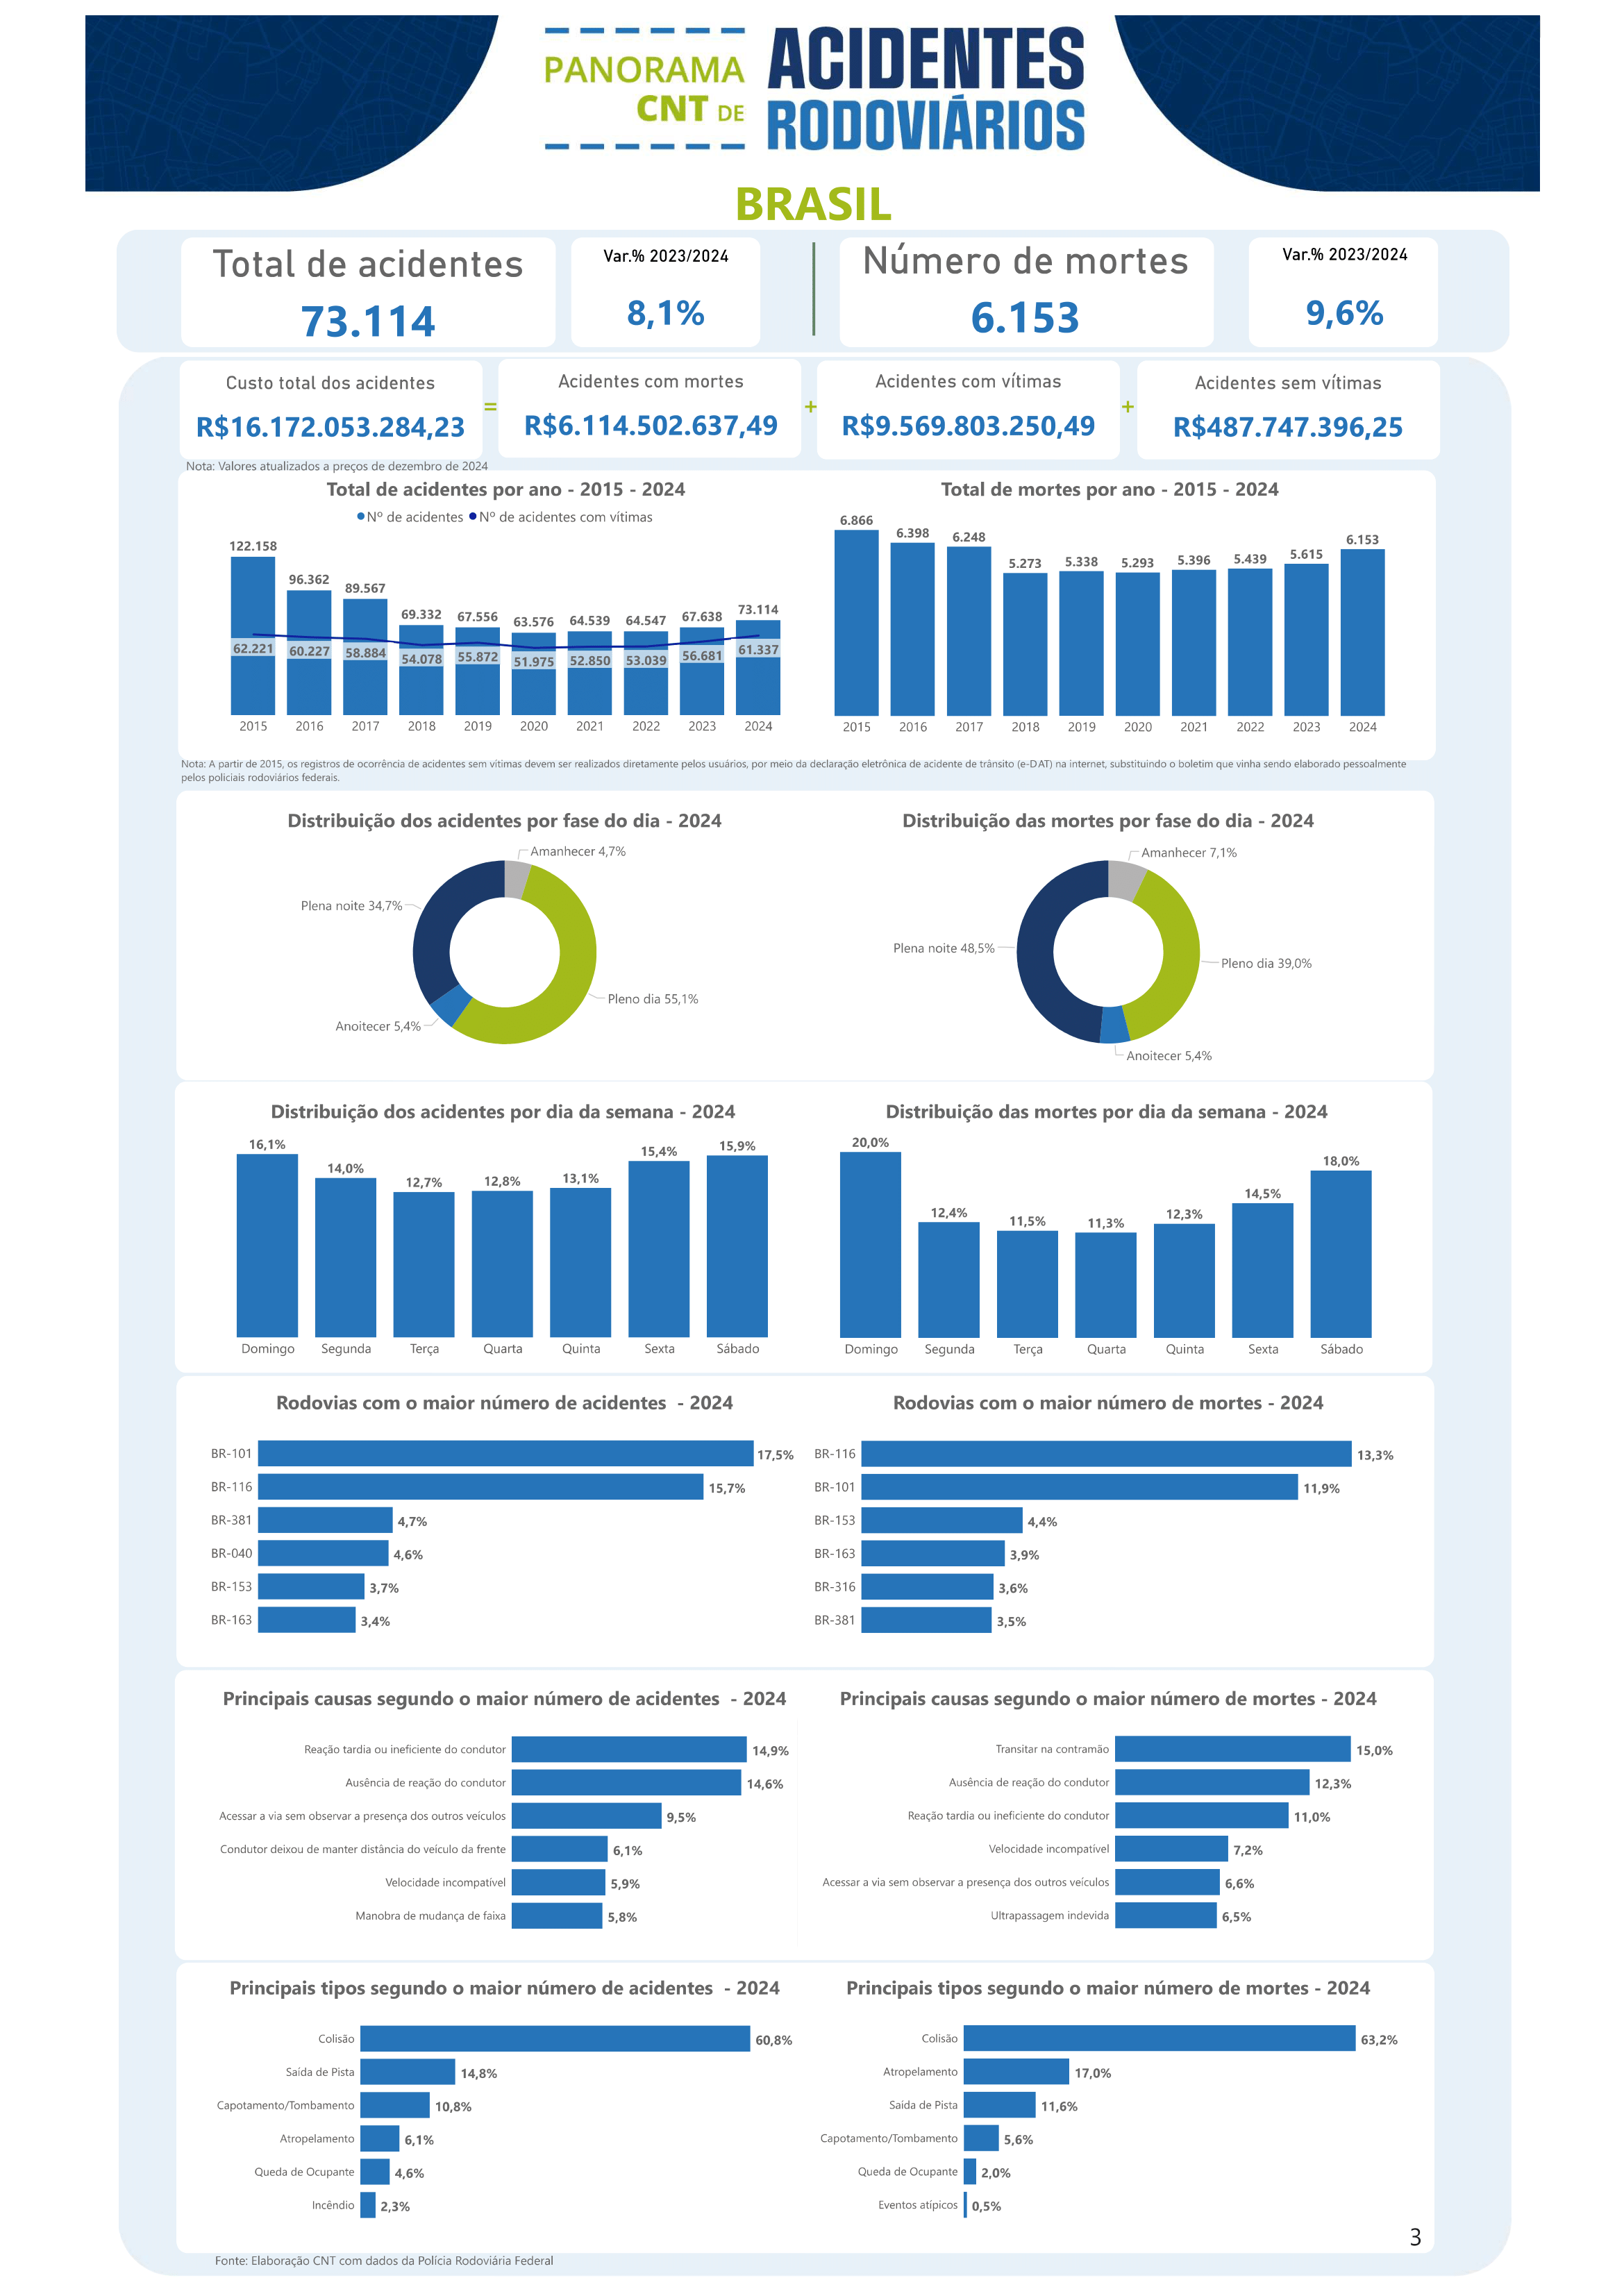 PANORAMA
CNT DE
ACIDENTES
RODOVIÁRIOS
BRASIL
Total de acidentes
73.114
Var.% 2023/2024
8,1%
Número de mortes
6.153
Var.% 2023/2024
9,6%
Custo total dos acidentes
R$16.172.053.284,23
=
Acidentes com mortes
R$6.114.502.637,49
+
Acidentes com vítimas
R$9.569.803.250,49
+
Acidentes sem vítimas
R$487.747.396,25
Nota: Valores atualizados a preços de dezembro de 2024
Total de acidentes por ano - 2015 - 2024
Nº de acidentes Nº de acidentes com vítimas
122.158
96.362
89.567
69.332
67.556
63.576
64.539
64.547
67.638
73.114
62.221
60.227
58.884
54.078
55.872
51.975
52.850
53.039
56.681
61.337
2015 2016 2017 2018 2019 2020 2021 2022 2023 2024
Total de mortes por ano - 2015 - 2024
6.866
6.398
6.248
5.273
5.338
5.293
5.396
5.439
5.615
6.153
2015 2016 2017 2018 2019 2020 2021 2022 2023 2024
Nota: A partir de 2015, os registros de ocorrência de acidentes sem vítimas devem ser realizados diretamente pelos usuários, por meio da declaração eletrônica de acidente de trânsito (e-DAT) na internet, substituindo o boletim que vinha sendo elaborado pessoalmente
pelos policiais rodoviários federais.
Distribuição dos acidentes por fase do dia - 2024
Amanhecer 4,7%
Plena noite 34,7%
Pleno dia 55,1%
Anoitecer 5,4%
Distribuição das mortes por fase do dia - 2024
Amanhecer 7,1%
Plena noite 48,5%
Pleno dia 39,0%
Anoitecer 5,4%
Distribuição dos acidentes por dia da semana - 2024
16,1%
14,0%
12,7%
12,8%
13,1%
15,4%
15,9%
Domingo Segunda Terça Quarta Quinta Sexta Sábado
Distribuição das mortes por dia da semana - 2024
20,0%
12,4%
11,5%
11,3%
12,3%
14,5%
18,0%
Domingo Segunda Terça Quarta Quinta Sexta Sábado
Rodovias com o maior número de acidentes - 2024
BR-101 17,5%
BR-116 15,7%
BR-381 4,7%
BR-040 4,6%
BR-153 3,7%
BR-163 3,4%
Rodovias com o maior número de mortes - 2024
BR-116 13,3%
BR-101 11,9%
BR-153 4,4%
BR-163 3,9%
BR-316 3,6%
BR-381 3,5%
Principais causas segundo o maior número de acidentes - 2024
Reação tardia ou ineficiente do condutor 14,9%
Ausência de reação do condutor 14,6%
Acessar a via sem observar a presença dos outros veículos 9,5%
Condutor deixou de manter distância do veículo da frente 6,1%
Velocidade incompatível 5,9%
Manobra de mudança de faixa 5,8%
Principais causas segundo o maior número de mortes - 2024
Transitar na contramão 15,0%
Ausência de reação do condutor 12,3%
Reação tardia ou ineficiente do condutor 11,0%
Velocidade incompatível 7,2%
Acessar a via sem observar a presença dos outros veículos 6,6%
Ultrapassagem indevida 6,5%
Principais tipos segundo o maior número de acidentes - 2024
Colisão 60,8%
Saída de Pista 14,8%
Capotamento/Tombamento 10,8%
Atropelamento 6,1%
Queda de Ocupante 4,6%
Incêndio 2,3%
Principais tipos segundo o maior número de mortes - 2024
Colisão 63,2%
Atropelamento 17,0%
Saída de Pista 11,6%
Capotamento/Tombamento 5,6%
Queda de Ocupante 2,0%
Eventos atípicos 0,5%
3
Fonte: Elaboração CNT com dados da Polícia Rodoviária Federal